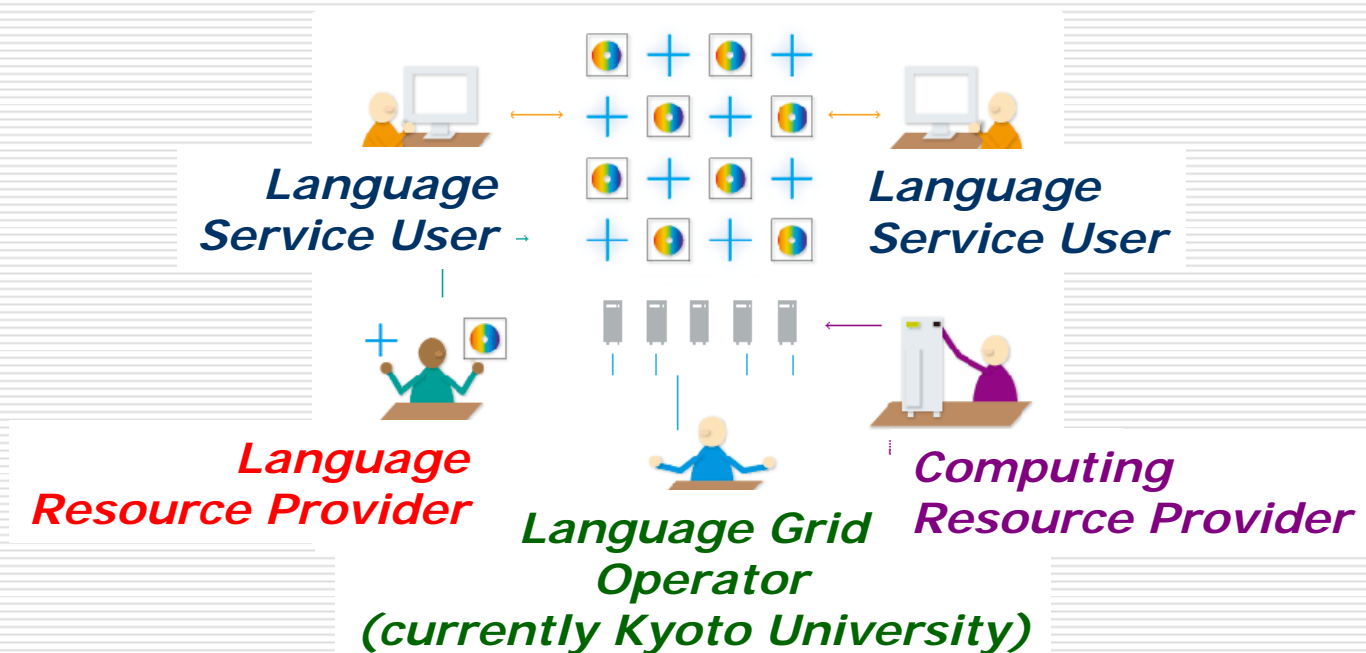 Language
Service User
Language
Service User
Language
Resource Provider
Computing
Resource Provider
Language Grid
Operator
(currently Kyoto University)